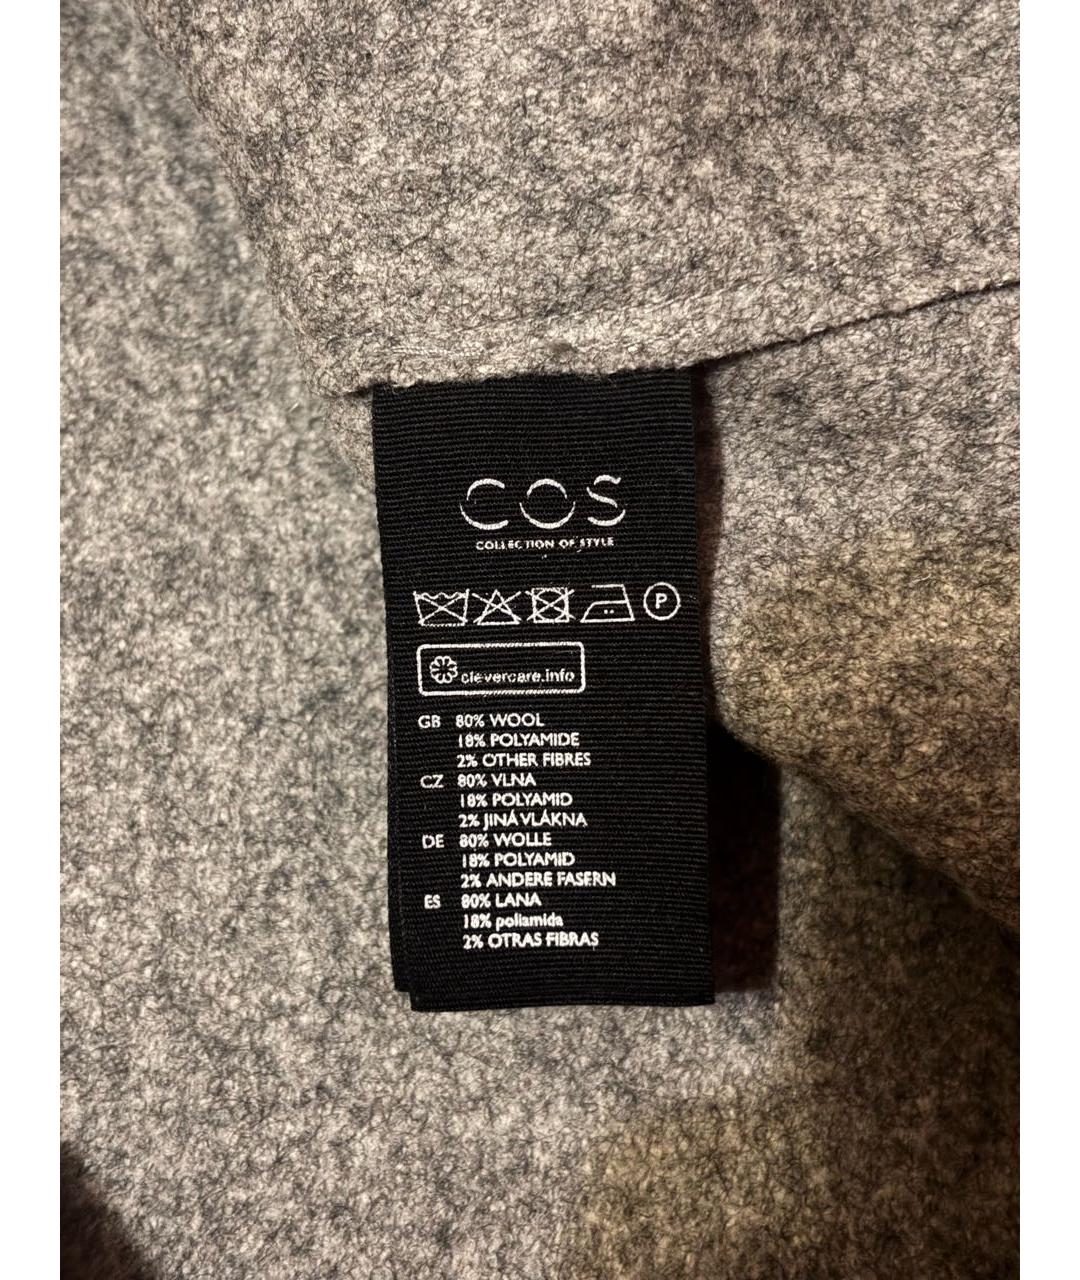 COS
COLLECTION OF STYLE
P
clevercare.info
GB 80% WOOL
18% POLYAMIDE
2% OTHER FIBRES
CZ 80% VLNA
18% POLYAMID
2% JINÁ VLÁKNA
DE 80% WOLLE
18% POLYAMID
2% ANDERE FASERN
ES 80% LANA
18% poliamida
2% OTRAS FIBRAS